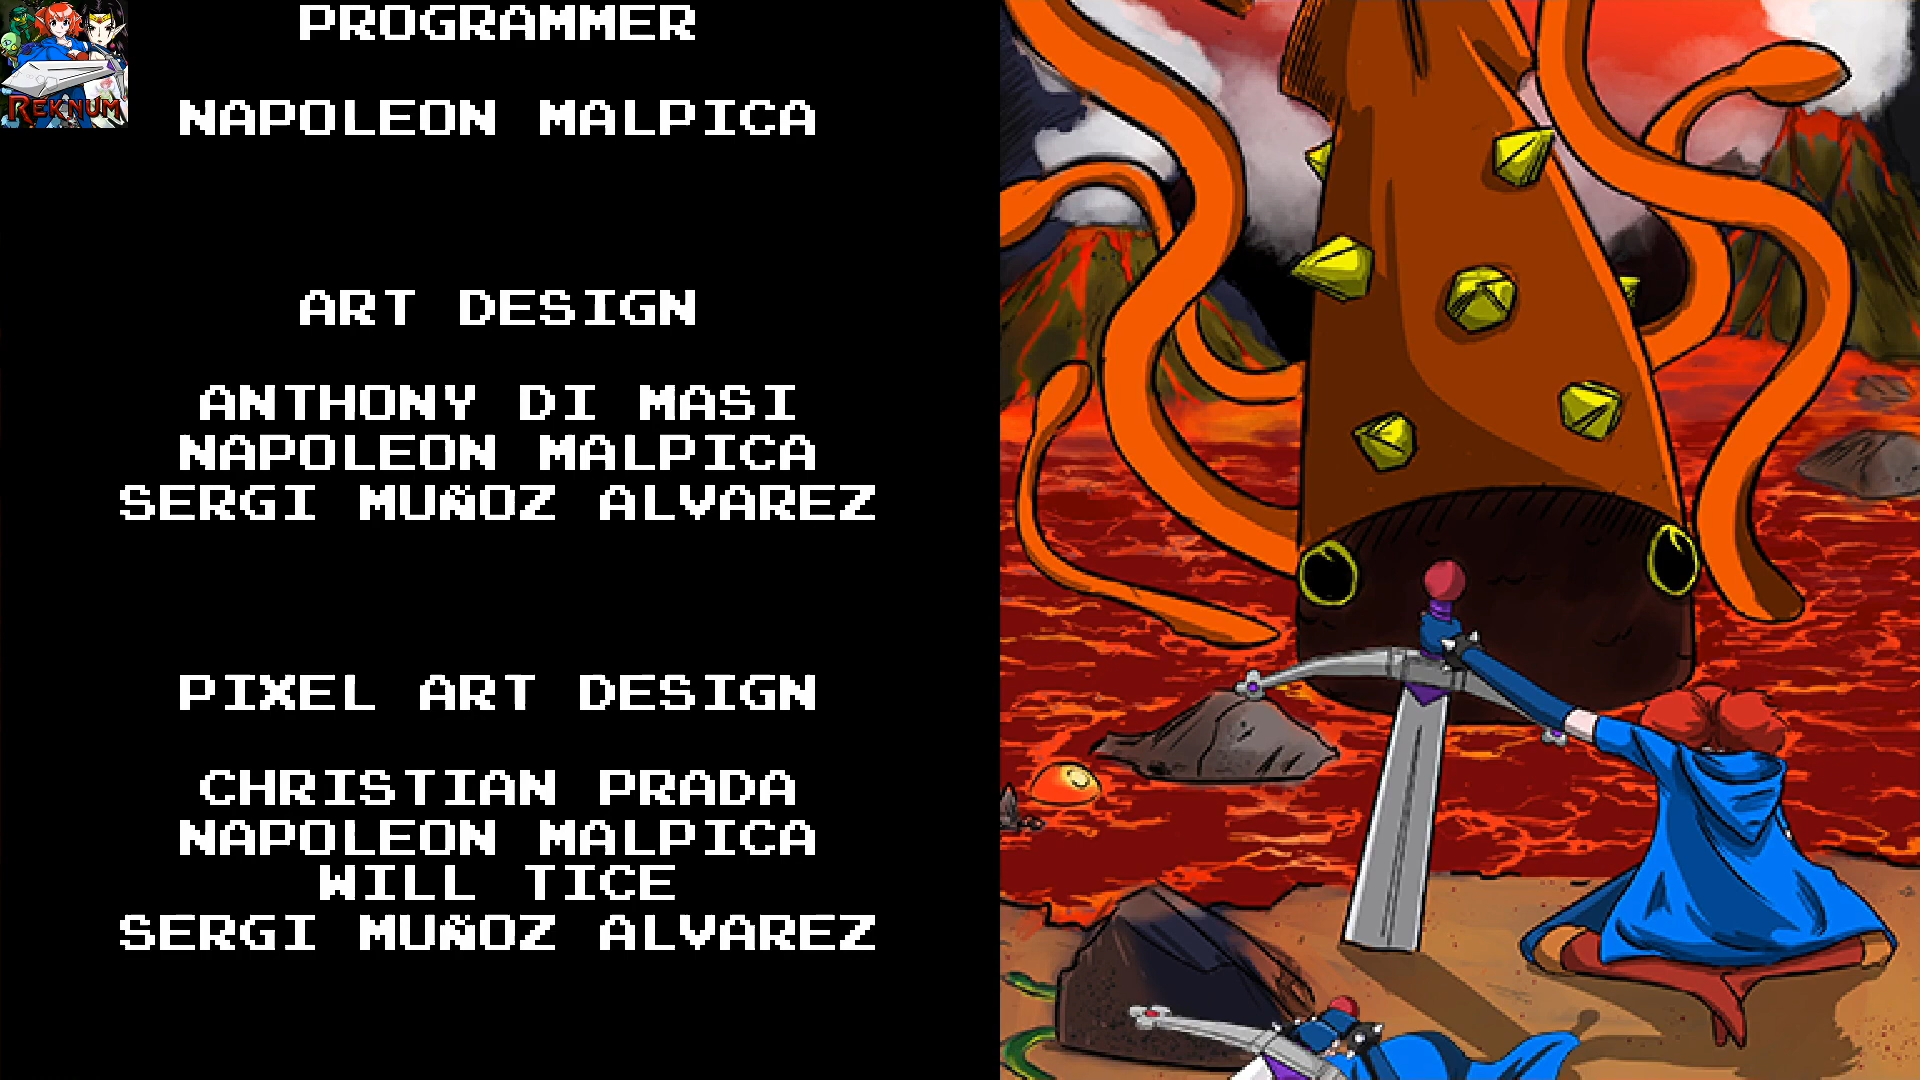 REKNUM
PROGRAMMER
NAPOLEON MALPICA
ART DESIGN
ANTHONY DI MASI
NAPOLEON MALPICA
SERGI MUÑOZ ALVAREZ
PIXEL ART DESIGN
CHRISTIAN PRADA
NAPOLEON MALPICA
WILL TICE
SERGI MUÑOZ ALVAREZ